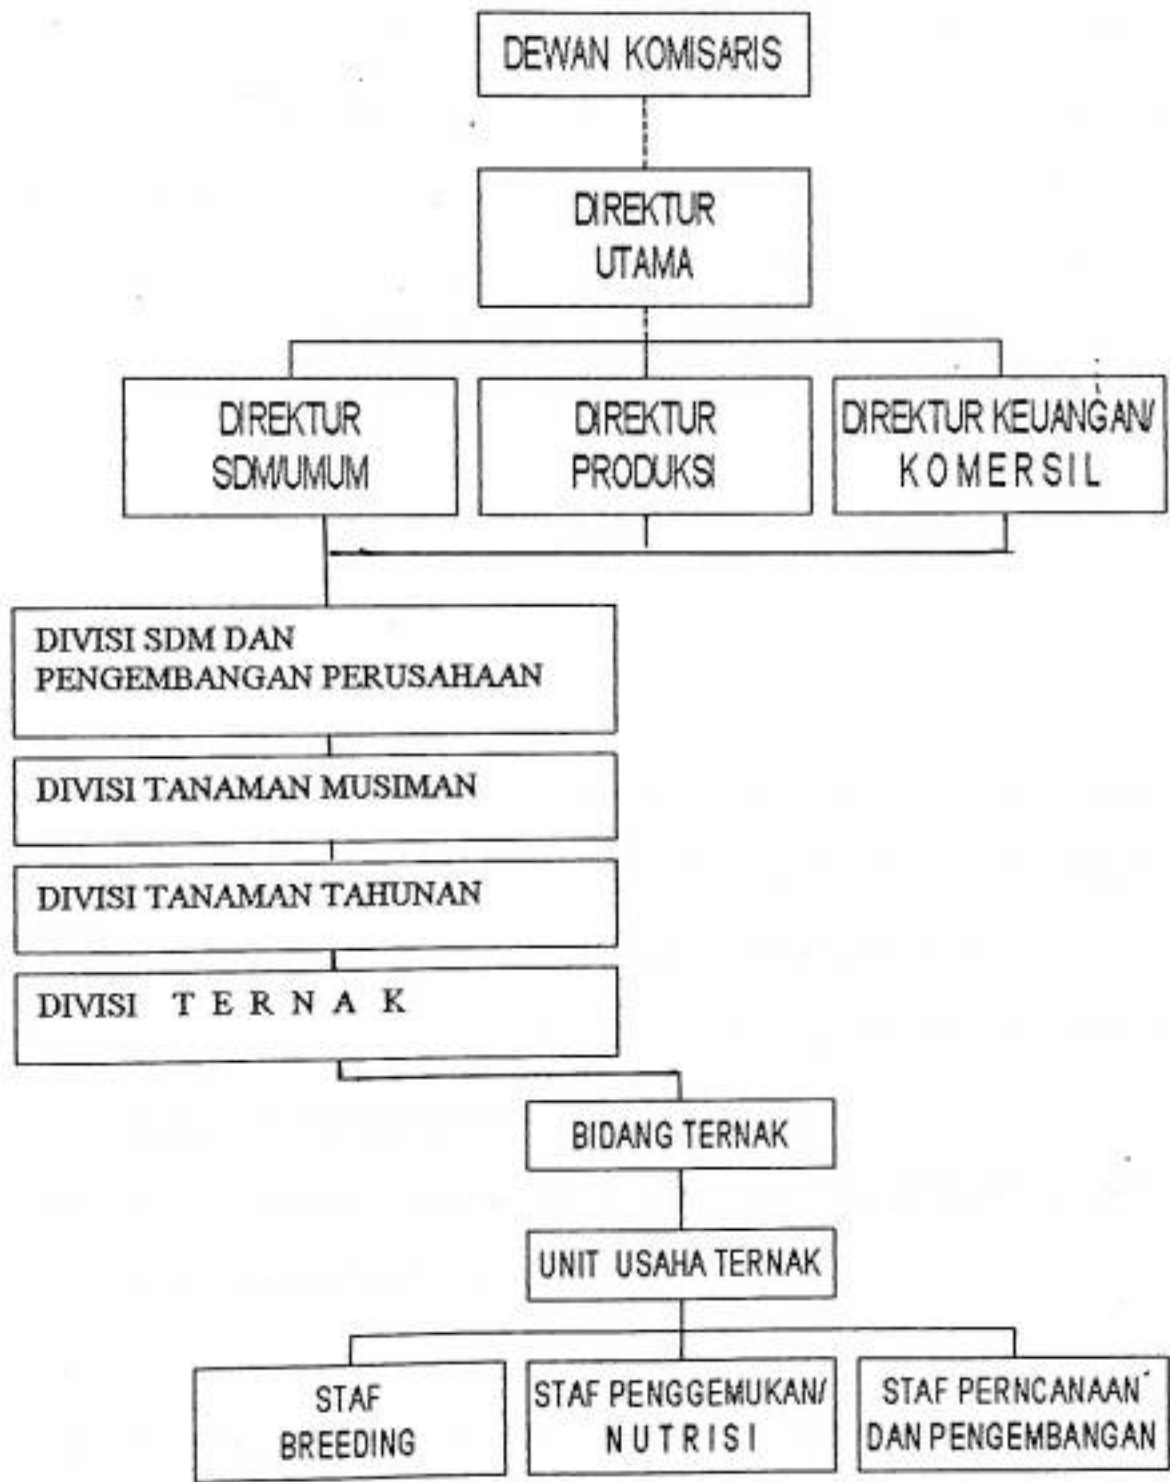 DEWAN KOMISARIS
DIREKTUR
UTAMA
DIREKTUR
SDM/UMUM
DIREKTUR
PRODUKSI
DIREKTUR KEUANGAN/
KOMERSIL
DIVISI SDM DAN
PENGEMBANGAN PERUSAHAAN
DIVISI TANAMAN MUSIMAN
DIVISI TANAMAN TAHUNAN
DIVISI TERNAK
BIDANG TERNAK
UNIT USAHA TERNAK
STAF
BREEDING
STAF PENGGEMUKAN/
NUTRISI
STAF PERNCANAAN
DAN PENGEMBANGAN